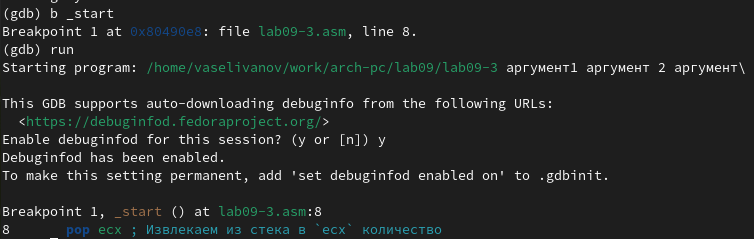 (gdb) b _start
Breakpoint 1 at 0x80490e8: file lab09-3.asm, line 8.
(gdb) run
Starting program: /home/vaselivanov/work/arch-pc/lab09/lab09-3 аргумент1 аргумент 2 аргумент\
This GDB supports auto-downloading debuginfo from the following URLs:
<https://debuginfod.fedoraproject.org/>
Enable debuginfod for this session? (y or [n]) y
Debuginfod has been enabled.
To make this setting permanent, add 'set debuginfod enabled on' to .gdbinit.
Breakpoint 1, _start () at lab09-3.asm:8
8 _ pop ecx ; Извлекаем из стека в `ecx` количество